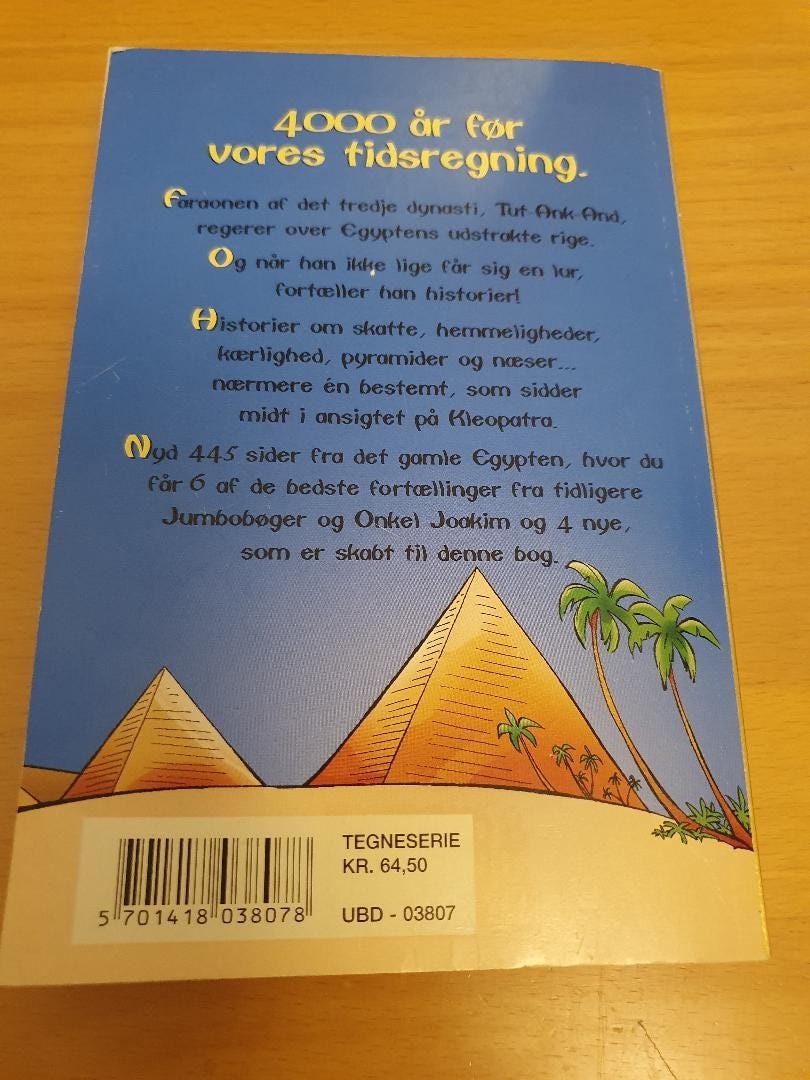 4000 år før
vores tidsregning.
Faraonen af det tredje dynasti, Tut-Ank-And,
regerer over Egyptens udstrakte rige.
Og når han ikke lige får sig en lur,
fortæller han historier!
Historier om skatte, hemmeligheder,
kærlighed, pyramider og næser...
nærmere én bestemt, som sidder
midt i ansigtet på Kleopatra.
Nyd 445 sider fra det gamle Egypten, hvor du
får 6 af de bedste fortællinger fra tidligere
Jumbobøger og Onkel Joakim og 4 nye,
som er skabt til denne bog.
TEGNESERIE
KR. 64,50
5 701418 038078
UBD - 03807